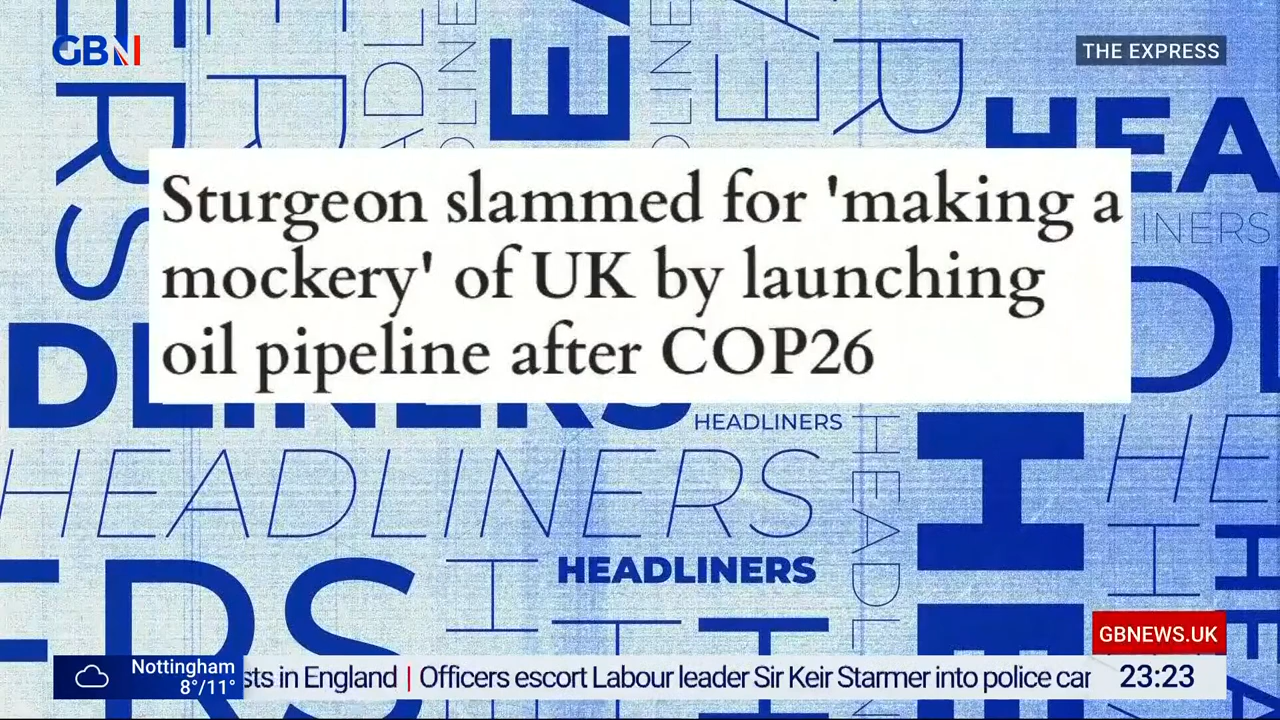 GBN
THE EXPRESS
HEADLINERS
Sturgeon slammed for 'making a
mockery' of UK by launching
oil pipeline after COP26
HEADLINERS
HEADLINERS
HEADLINERS
GBNEWS.UK
Nottingham
8°/11°
in England | Officers escort Labour leader Sir Keir Starmer into police car
23:23